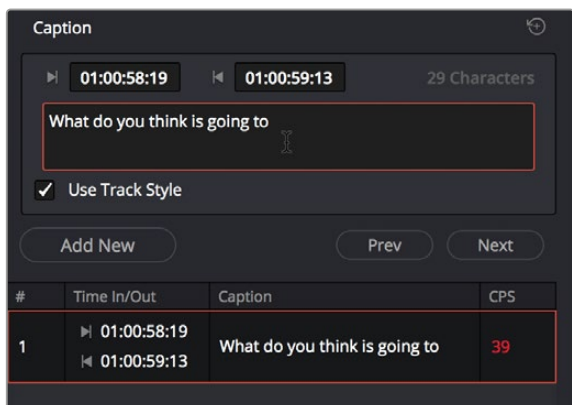 Caption
01:00:58:19 01:00:59:13 29 Characters
What do you think is going to
Use Track Style
Add New Prev Next
# Time In/Out Caption CPS
1 01:00:58:19 What do you think is going to 39
01:00:59:13